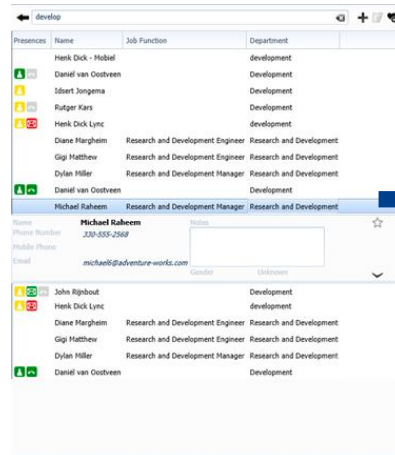 develop
Presences Name Job Function Department
Henk Dick - Mobiel development
Daniël van Oostveen Development
Idsert Jongema Development
Rutger Kars Development
Henk Dick Lync development
Diane Margheim Research and Development Engineer Research and Development
Gigi Matthew Research and Development Engineer Research and Development
Dylan Miller Research and Development Manager Research and Development
Daniël van Oostveen Development
Michael Raheem Research and Development Manager Research and Development
Name Michael Raheem Notes
Phone Number 330-555-2568
Mobile Phone
Email michael6@adventure-works.com
Gender Unknown
John Rijnbout Development
Henk Dick Lync development
Diane Margheim Research and Development Engineer Research and Development
Gigi Matthew Research and Development Engineer Research and Development
Dylan Miller Research and Development Manager Research and Development
Daniël van Oostveen Development